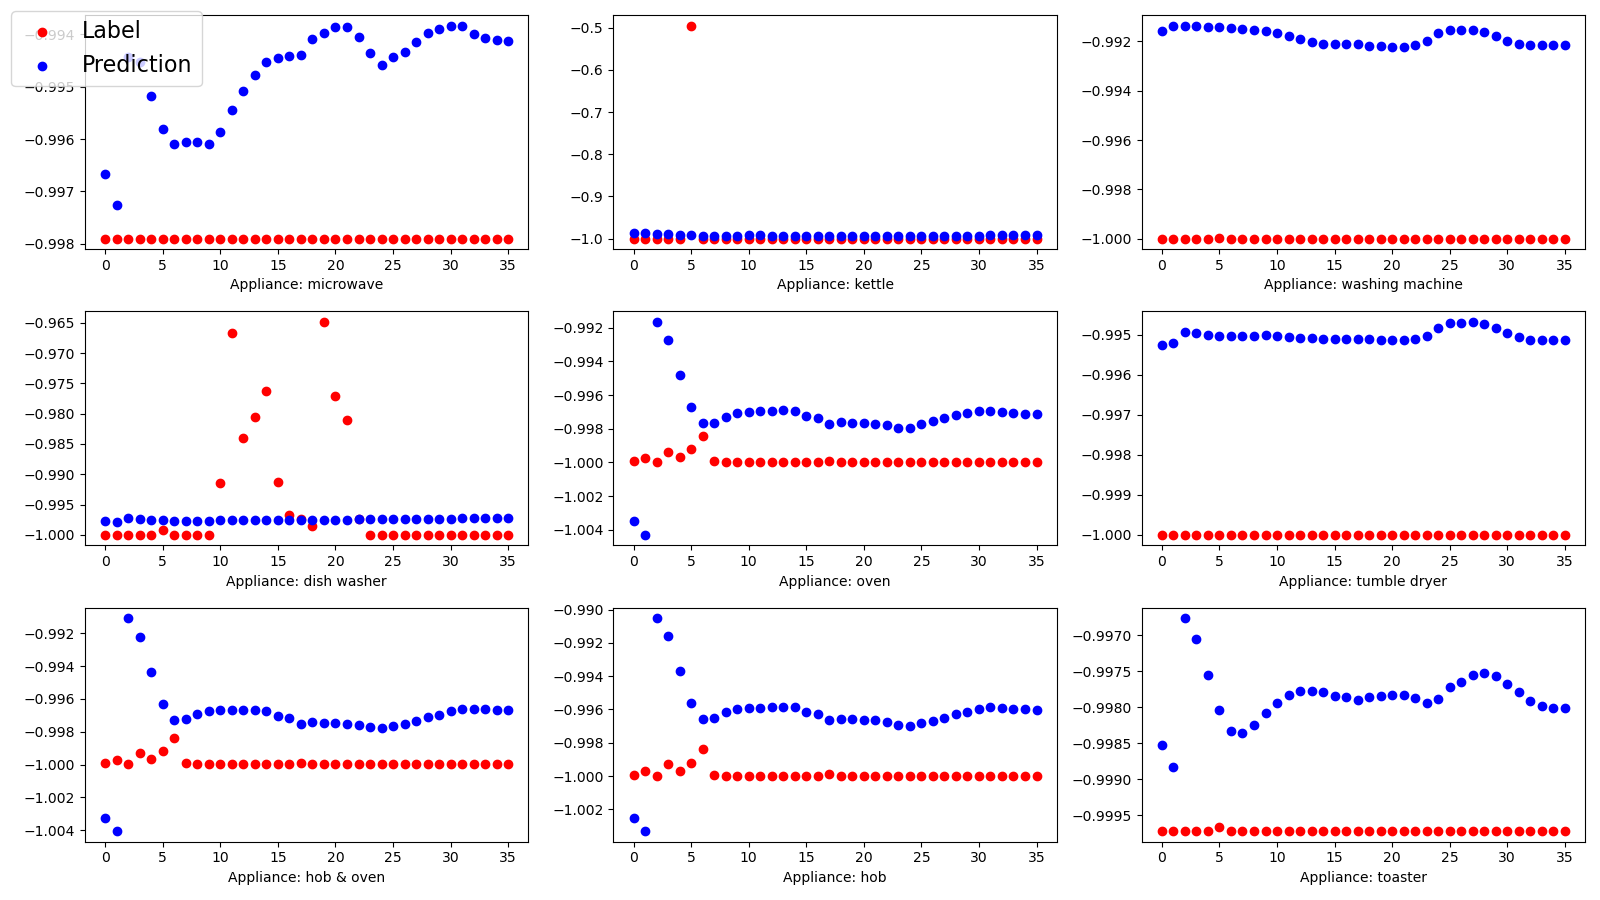 Label
Prediction
−0.994
−0.995
−0.996
−0.997
−0.998
0 5 10 15 20 25 30 35
Appliance: microwave
−0.5
−0.6
−0.7
−0.8
−0.9
−1.0
0 5 10 15 20 25 30 35
Appliance: kettle
−0.992
−0.994
−0.996
−0.998
−1.000
0 5 10 15 20 25 30 35
Appliance: washing machine
−0.965
−0.970
−0.975
−0.980
−0.985
−0.990
−0.995
−1.000
0 5 10 15 20 25 30 35
Appliance: dish washer
−0.992
−0.994
−0.996
−0.998
−1.000
−1.002
−1.004
0 5 10 15 20 25 30 35
Appliance: oven
−0.995
−0.996
−0.997
−0.998
−0.999
−1.000
0 5 10 15 20 25 30 35
Appliance: tumble dryer
−0.992
−0.994
−0.996
−0.998
−1.000
−1.002
−1.004
0 5 10 15 20 25 30 35
Appliance: hob & oven
−0.990
−0.992
−0.994
−0.996
−0.998
−1.000
−1.002
0 5 10 15 20 25 30 35
Appliance: hob
−0.9970
−0.9975
−0.9980
−0.9985
−0.9990
−0.9995
0 5 10 15 20 25 30 35
Appliance: toaster